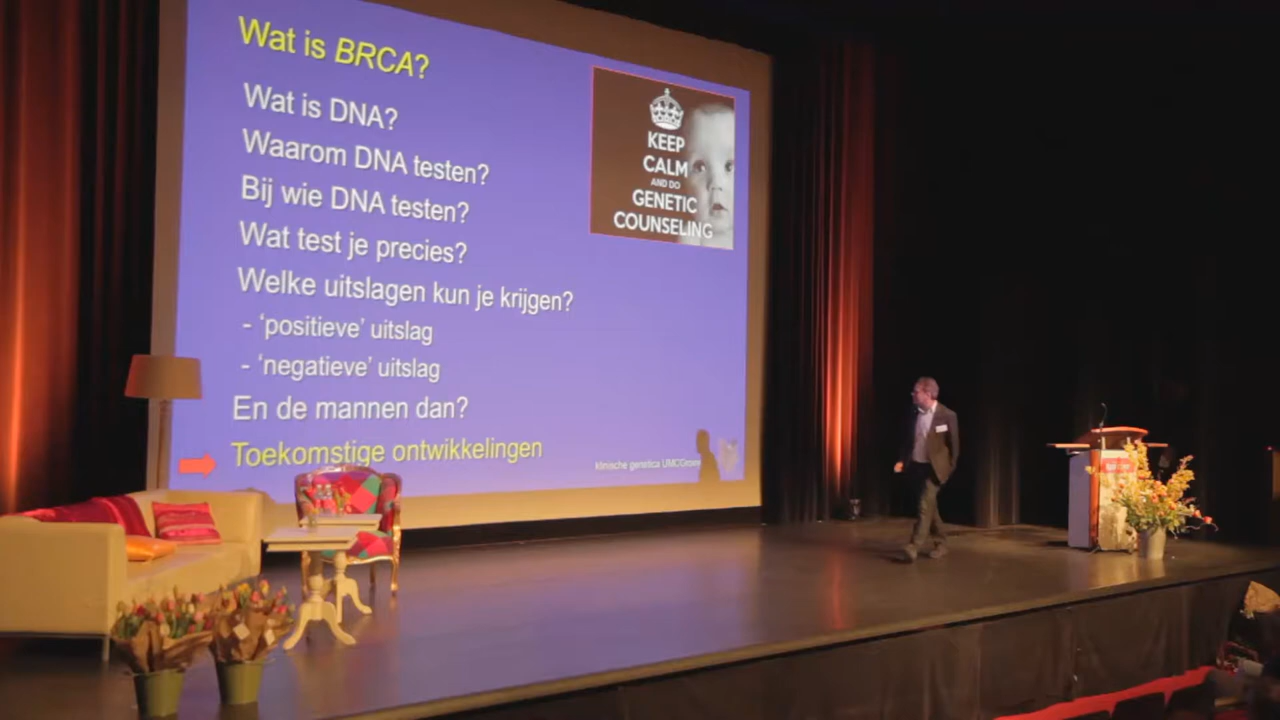 Wat is BRCA?
Wat is DNA?
Waarom DNA testen?
Bij wie DNA testen?
Wat test je precies?
Welke uitslagen kun je krijgen?
- ‘positieve’ uitslag
- ‘negatieve’ uitslag
En de mannen dan?
Toekomstige ontwikkelingen
KEEP
CALM
AND DO
GENETIC
COUNSELING
klinische genetica